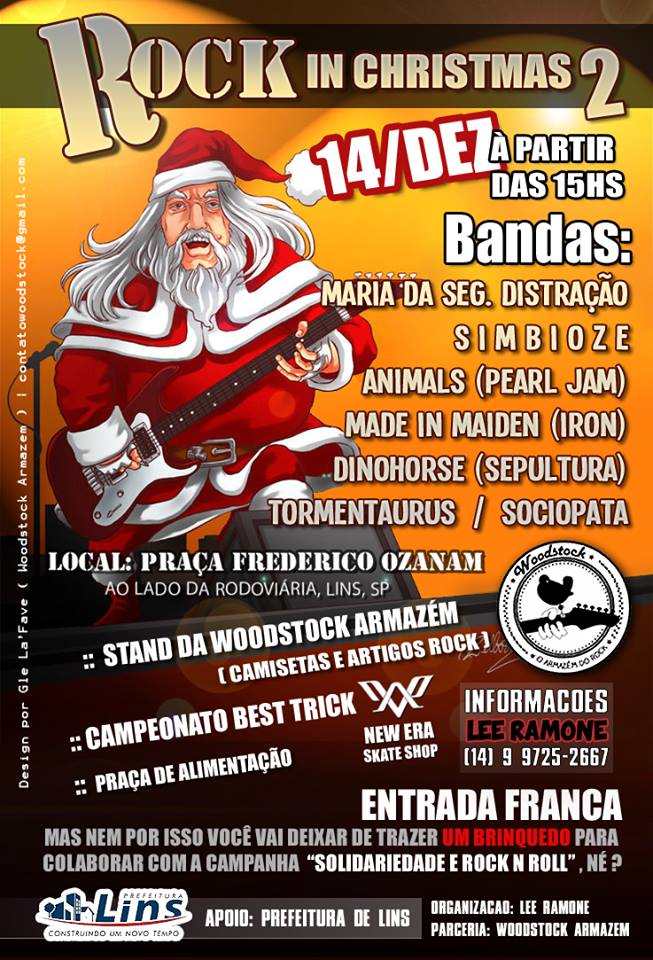 ROCK IN CHRISTMAS 2
14/DEZ
À PARTIR
DAS 15HS
Bandas:
MARIA DA SEG. DISTRAÇÃO
SIMBIOZE
ANIMALS (PEARL JAM)
MADE IN MAIDEN (IRON)
DINOHORSE (SEPULTURA)
TORMENTAURUS / SOCIOPATA
LOCAL: PRAÇA FREDERICO OZANAM
AO LADO DA RODOVIÁRIA, LINS, SP
:: STAND DA WOODSTOCK ARMAZÉM
( CAMISETAS E ARTIGOS ROCK )
Woodstock
O ARMAZÉM DO ROCK
:: CAMPEONATO BEST TRICK
NEW ERA
SKATE SHOP
:: PRAÇA DE ALIMENTAÇÃO
INFORMACOES
LEE RAMONE
(14) 9 9725-2667
ENTRADA FRANCA
MAS NEM POR ISSO VOCÊ VAI DEIXAR DE TRAZER UM BRINQUEDO PARA
COLABORAR COM A CAMPANHA "SOLIDARIEDADE E ROCK N ROLL" , NÉ ?
PREFEITURA
Lins
CONSTRUINDO UM NOVO TEMPO
APOIO: PREFEITURA DE LINS
ORGANIZACAO: LEE RAMONE
PARCERIA: WOODSTOCK ARMAZEM
Design por Gle La'Fave ( Woodstock Armazem ) | contatowoodstock@gmail.com